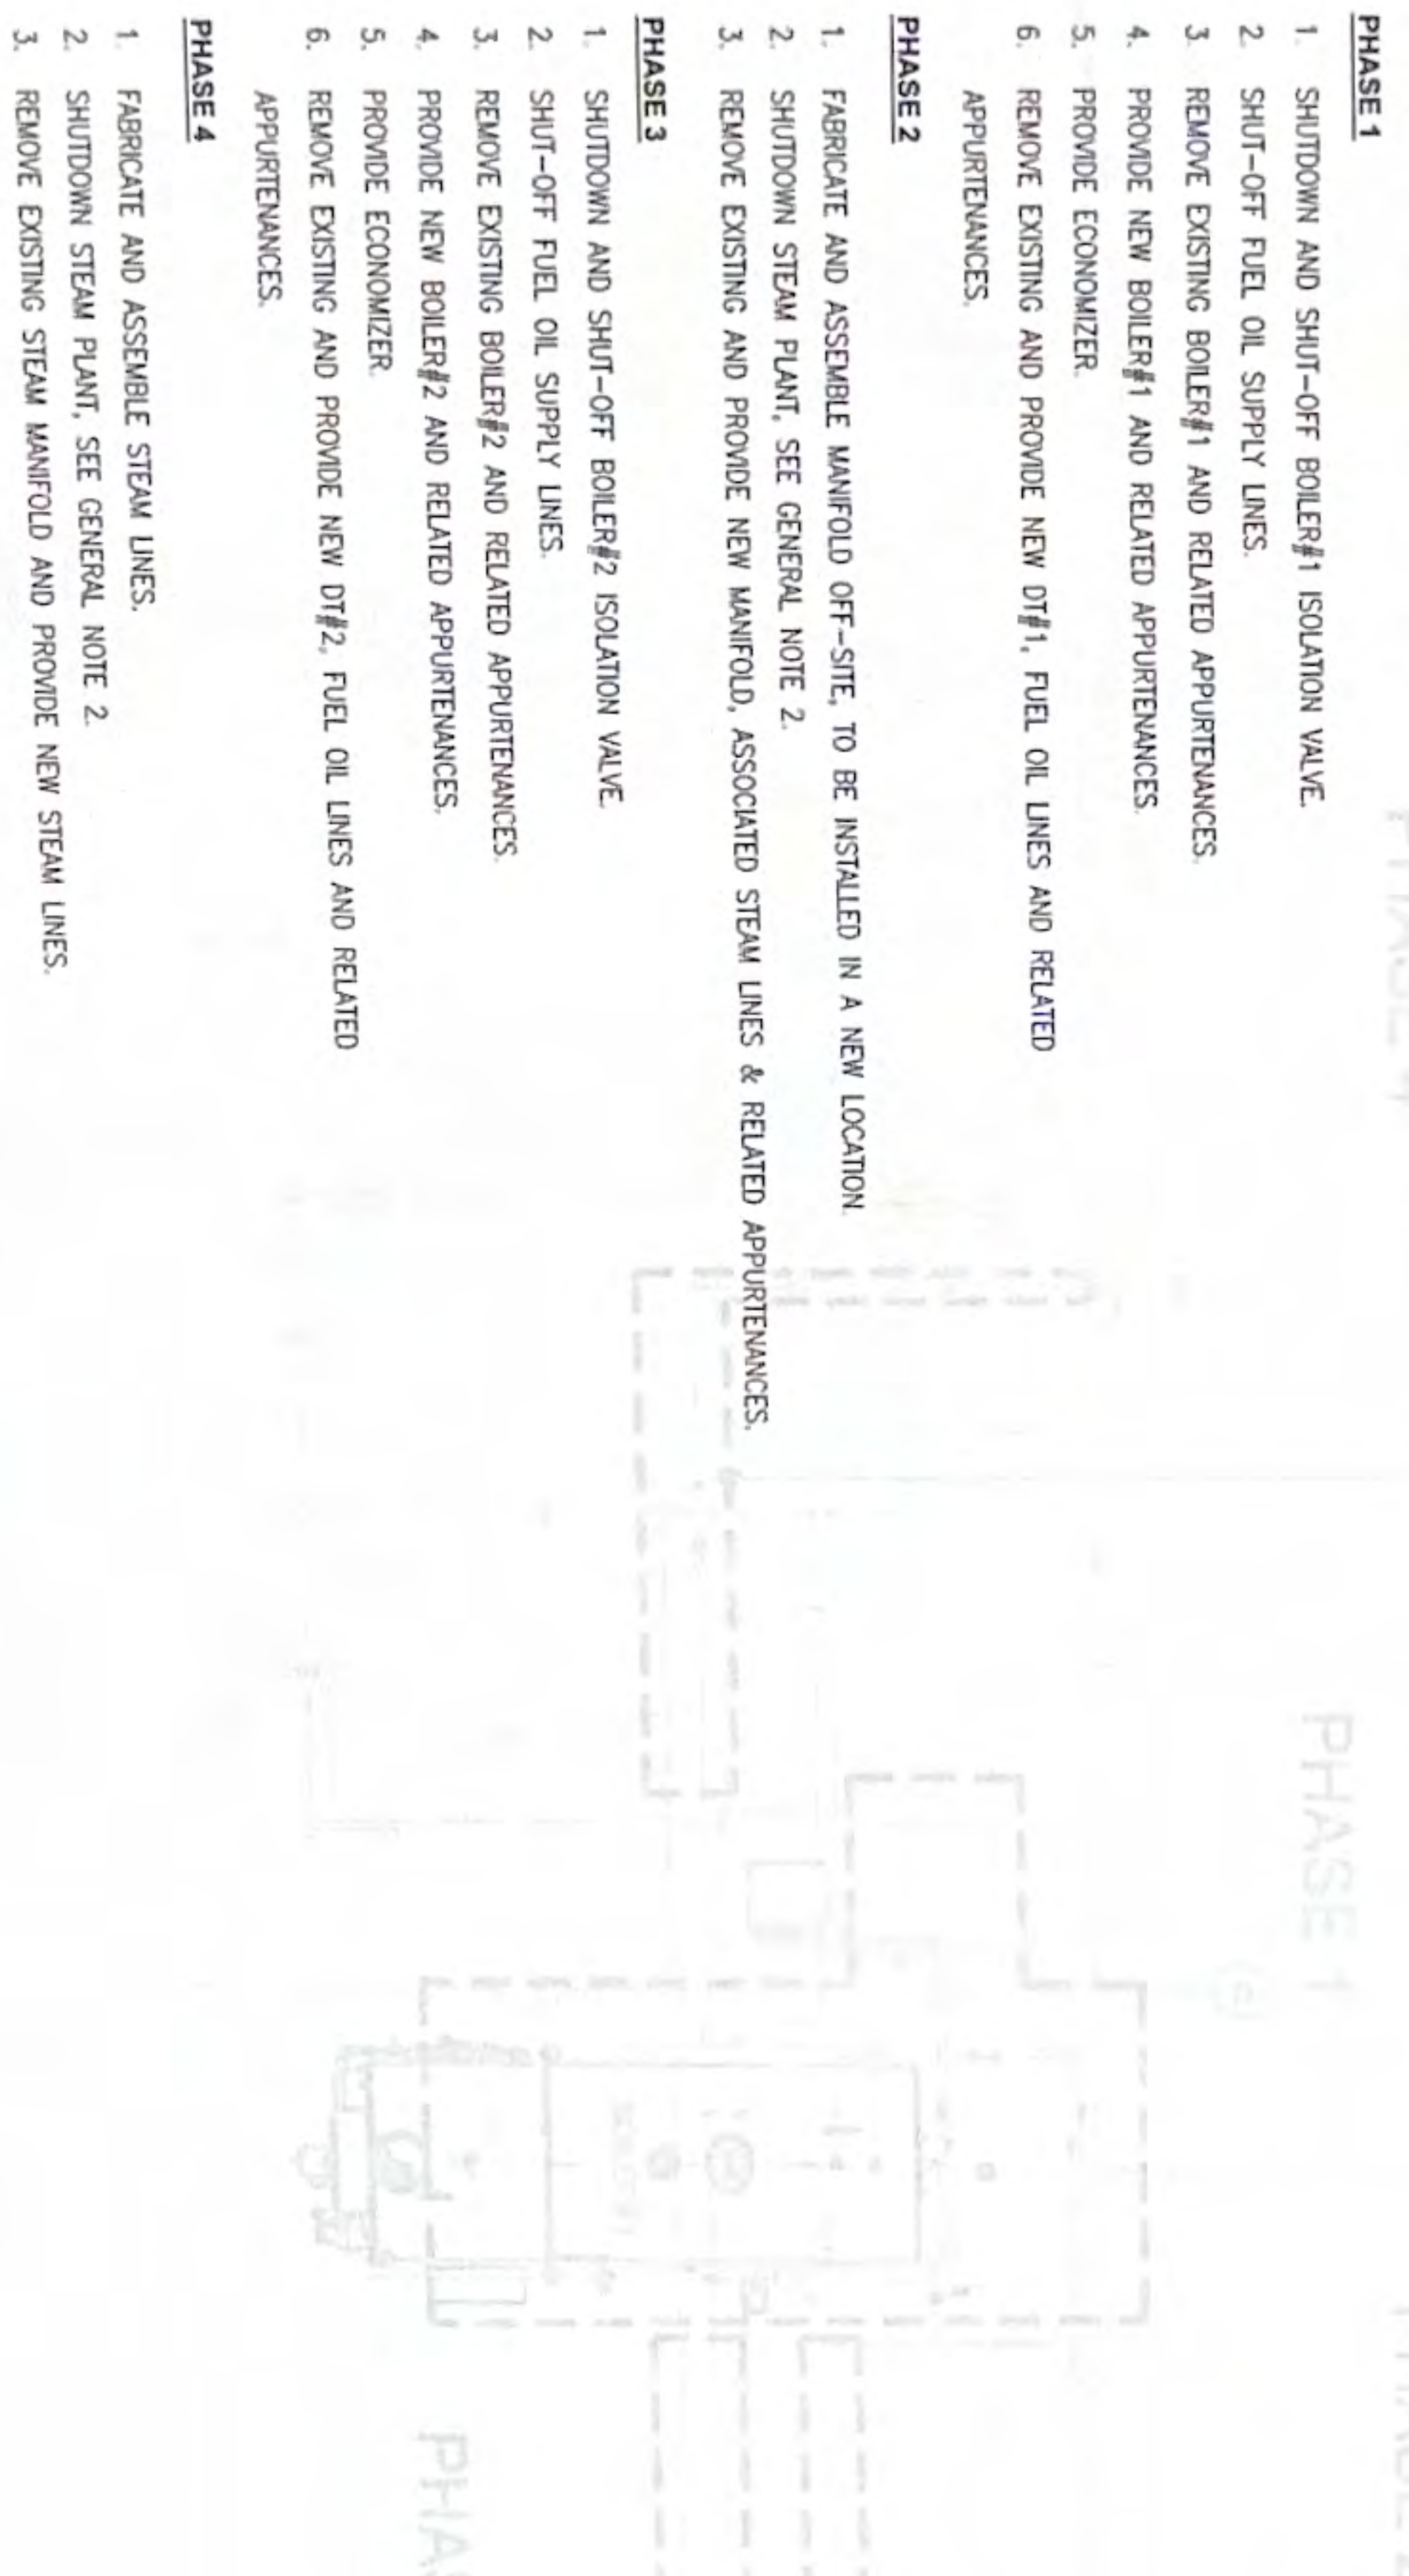 PHASE 1
1. SHUTDOWN AND SHUT-OFF BOILER#1 ISOLATION VALVE.
2. SHUT-OFF FUEL OIL SUPPLY LINES.
3. REMOVE EXISTING BOILER#1 AND RELATED APPURTENANCES.
4. PROVIDE NEW BOILER#1 AND RELATED APPURTENANCES.
5. PROVIDE ECONOMIZER.
6. REMOVE EXISTING AND PROVIDE NEW DT#1, FUEL OIL LINES AND RELATED
APPURTENANCES.
PHASE 2
1. FABRICATE AND ASSEMBLE MANIFOLD OFF-SITE, TO BE INSTALLED IN A NEW LOCATION.
2. SHUTDOWN STEAM PLANT, SEE GENERAL NOTE 2.
3. REMOVE EXISTING AND PROVIDE NEW MANIFOLD, ASSOCIATED STEAM LINES & RELATED APPURTENANCES.
PHASE 3
1. SHUTDOWN AND SHUT-OFF BOILER#2 ISOLATION VALVE.
2. SHUT-OFF FUEL OIL SUPPLY LINES.
3. REMOVE EXISTING BOILER#2 AND RELATED APPURTENANCES.
4. PROVIDE NEW BOILER#2 AND RELATED APPURTENANCES.
5. PROVIDE ECONOMIZER.
6. REMOVE EXISTING AND PROVIDE NEW DT#2, FUEL OIL LINES AND RELATED
APPURTENANCES.
PHASE 4
1. FABRICATE AND ASSEMBLE STEAM LINES.
2. SHUTDOWN STEAM PLANT, SEE GENERAL NOTE 2.
3. REMOVE EXISTING STEAM MANIFOLD AND PROVIDE NEW STEAM LINES.
PHASE 1